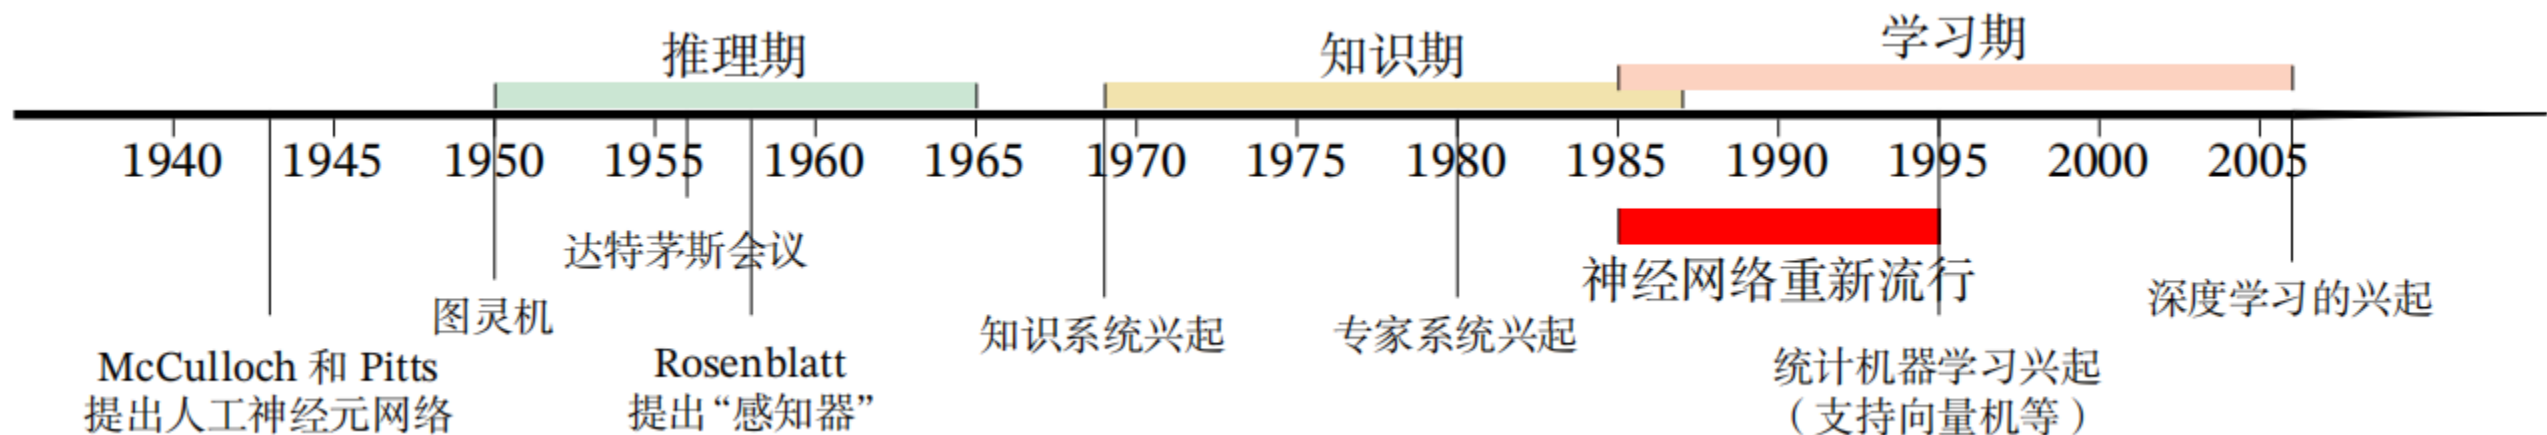 推理期
知识期
学习期
1940 1945 1950 1955 1960 1965 1970 1975 1980 1985 1990 1995 2000 2005
达特茅斯会议
神经网络重新流行
深度学习的兴起
图灵机
知识系统兴起
专家系统兴起
McCulloch 和 Pitts
提出人工神经元网络
Rosenblatt
提出“感知器”
统计机器学习兴起
（支持向量机等）